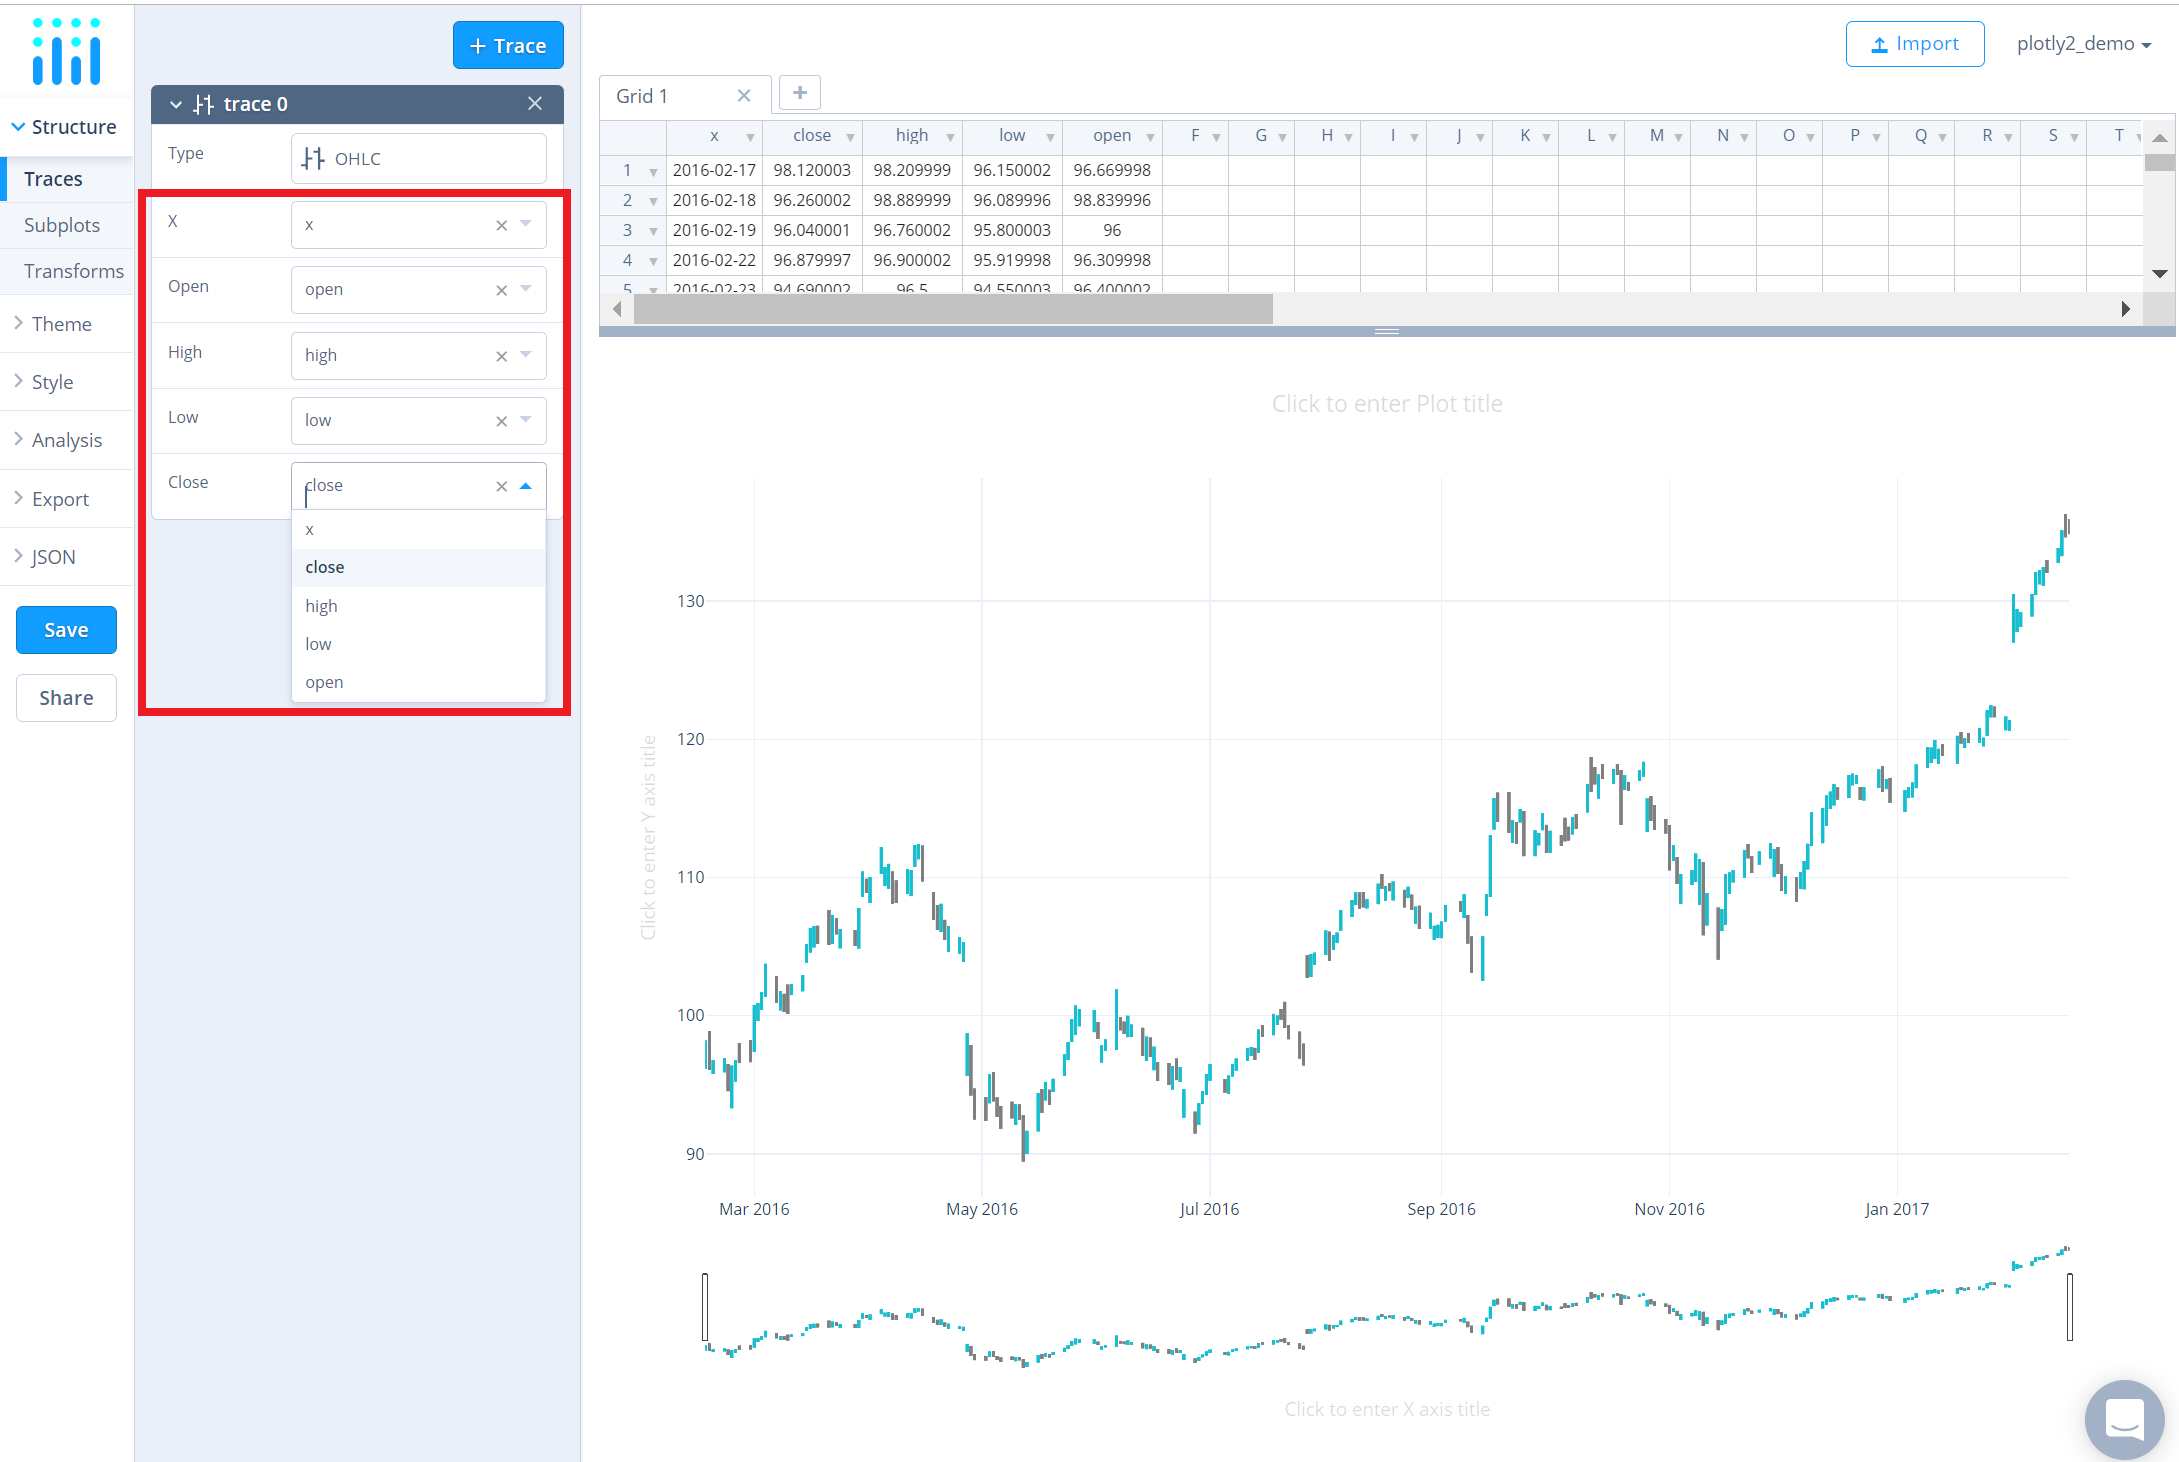 + Trace
Import
plotly2_demo
Structure
Traces
Subplots
Transforms
Theme
Style
Analysis
Export
JSON
Save
Share
trace 0
Type
OHLC
X
x
Open
open
High
high
Low
low
Close
close
x
close
high
low
open
Grid 1
x close high low open F G H I J K L M N O P Q R S T
1 2016-02-17 98.120003 98.209999 96.150002 96.669998
2 2016-02-18 96.260002 98.889999 96.089996 98.839996
3 2016-02-19 96.040001 96.760002 95.800003 96
4 2016-02-22 96.879997 96.900002 95.919998 96.309998
5 2016-02-23 94.690002 96.5 94.550003 96.400002
Click to enter Plot title
Click to enter Y axis title
130
120
110
100
90
Mar 2016 May 2016 Jul 2016 Sep 2016 Nov 2016 Jan 2017
Click to enter X axis title